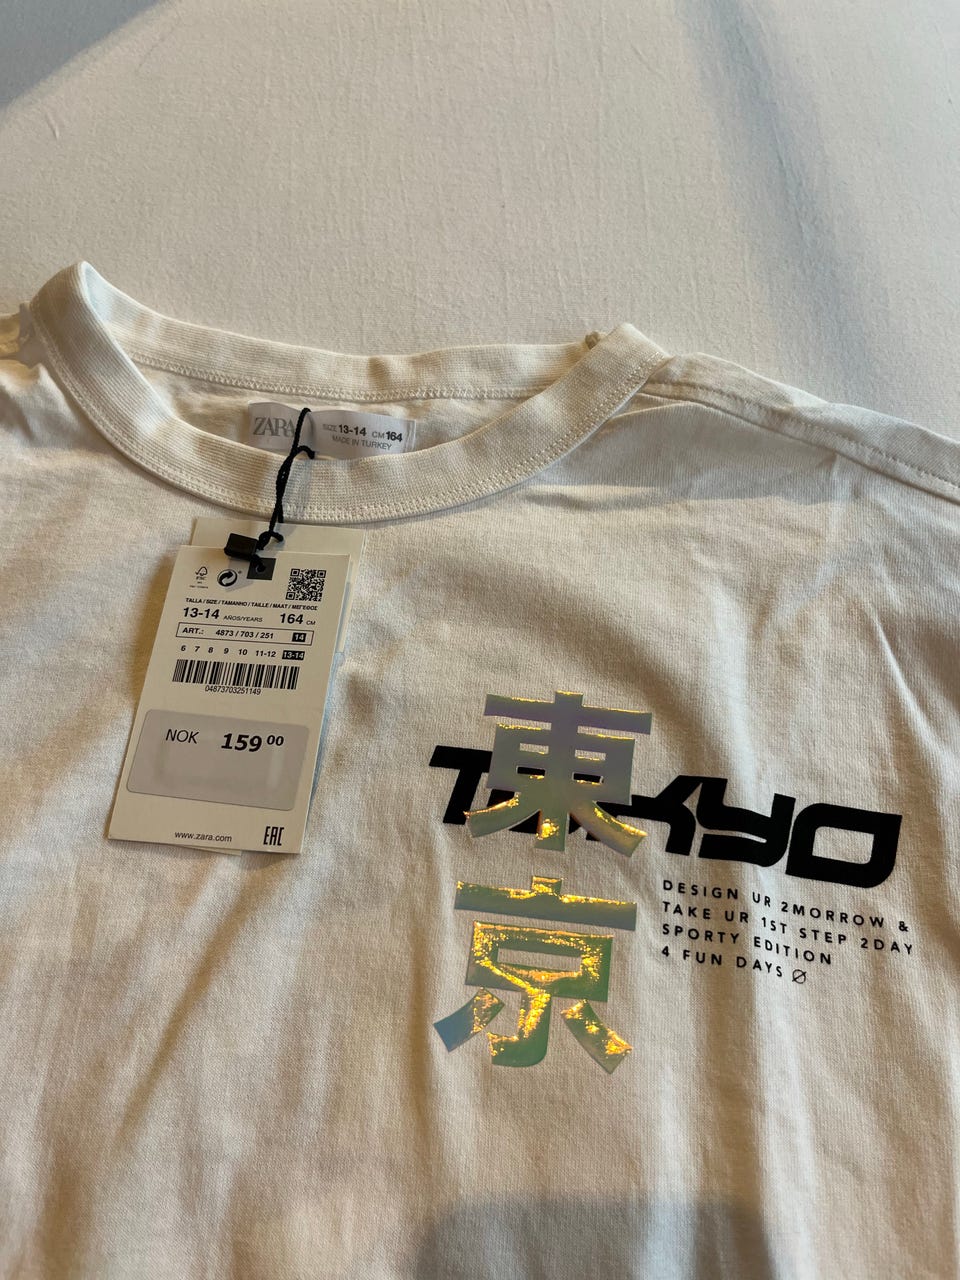 ZARA
SIZE 13-14 CM 164
MADE IN TURKEY
FSC
TALLA / SIZE / TAMANHO / TAILLE / MAAT / ΜΕΓΕΘΟΣ
13-14 AÑOS/YEARS 164 CM
ART.: 4873 / 703 / 251 14
6 7 8 9 10 11-12 13-14
04873703251149
NOK 159 00
www.zara.com EAC
東京
TOKYO
DESIGN UR 2MORROW &
TAKE UR 1ST STEP 2DAY
SPORTY EDITION
4 FUN DAYS